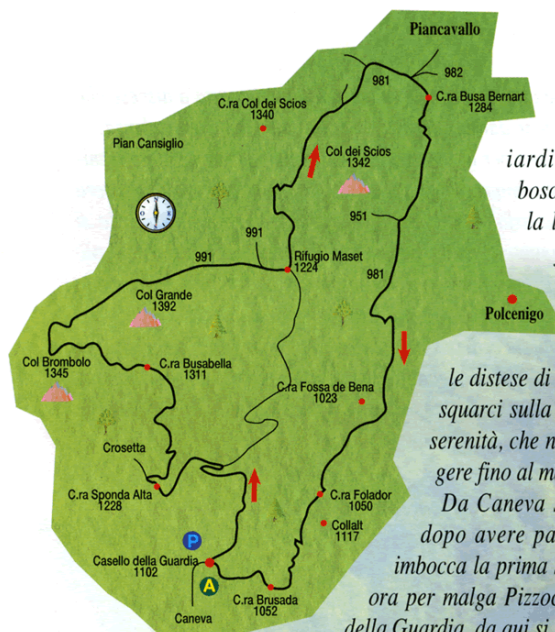 Piancavallo
981
982
C.ra Busa Bernart
1284
C.ra Col dei Scios
1340
Pian Cansiglio
Col dei Scios
1342
951
991
991
Rifugio Maset
1224
981
Col Grande
1392
Polcenigo
Col Brombolo
1345
C.ra Busabella
1311
C.ra Fossa de Bena
1023
Crosetta
C.ra Sponda Alta
1228
C.ra Folador
1050
Collalt
1117
P
Casello della Guardia
1102
A
C.ra Brusada
1052
Caneva
iardi
bosc
la l
le distese di
squarci sulla
serenità, che n
gere fino al m
Da Caneva
dopo avere pa
imbocca la prima
ora per malga Pizzoc
della Guardia, da qui si